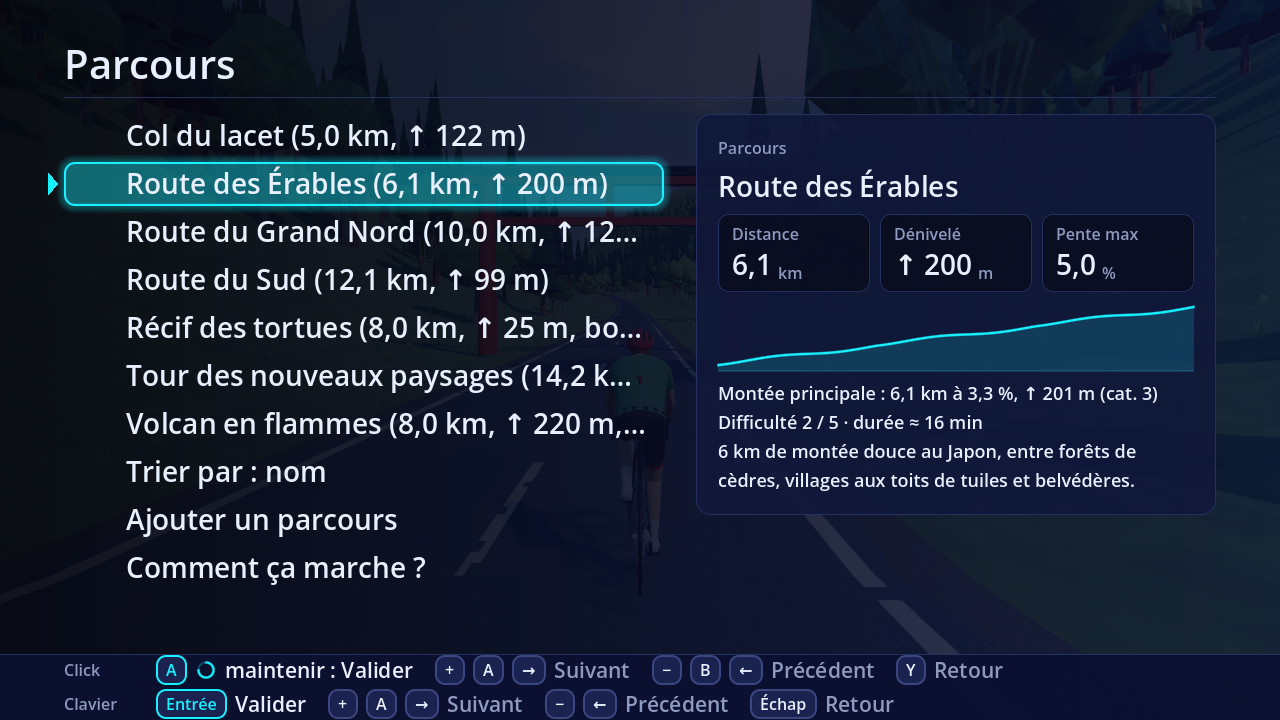 Parcours
Col du lacet (5,0 km, ↑ 122 m)
Route des Érables (6,1 km, ↑ 200 m)
Route du Grand Nord (10,0 km, ↑ 12...
Route du Sud (12,1 km, ↑ 99 m)
Récif des tortues (8,0 km, ↑ 25 m, bo...
Tour des nouveaux paysages (14,2 k...
Volcan en flammes (8,0 km, ↑ 220 m,...
Trier par : nom
Ajouter un parcours
Comment ça marche ?
Parcours
Route des Érables
Distance
6,1 km
Dénivelé
↑ 200 m
Pente max
5,0 %
Montée principale : 6,1 km à 3,3 %, ↑ 201 m (cat. 3)
Difficulté 2 / 5 · durée ≈ 16 min
6 km de montée douce au Japon, entre forêts de
cèdres, villages aux toits de tuiles et belvédères.
Click A maintenir : Valider + A → Suivant − B ← Précédent Y Retour
Clavier Entrée Valider + A → Suivant − ← Précédent Échap Retour